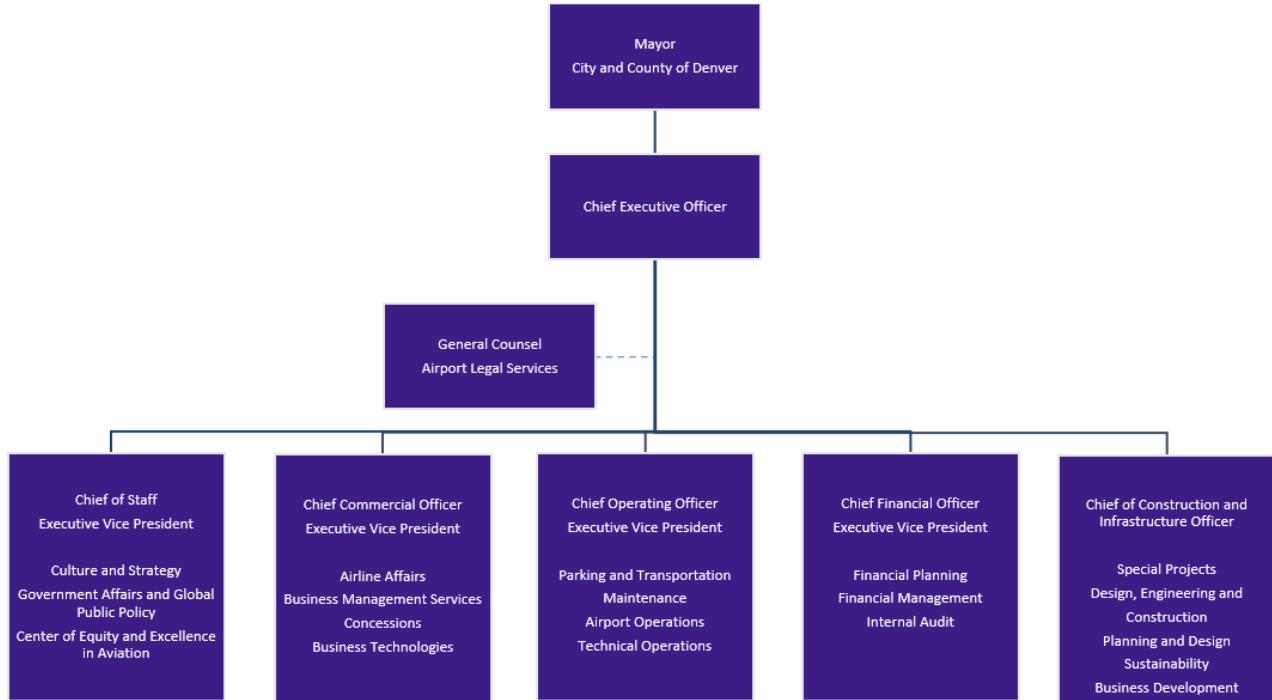 Mayor
City and County of Denver
Chief Executive Officer
General Counsel
Airport Legal Services
Chief of Staff
Executive Vice President
Culture and Strategy
Government Affairs and Global
Public Policy
Center of Equity and Excellence
in Aviation
Chief Commercial Officer
Executive Vice President
Airline Affairs
Business Management Services
Concessions
Business Technologies
Chief Operating Officer
Executive Vice President
Parking and Transportation
Maintenance
Airport Operations
Technical Operations
Chief Financial Officer
Executive Vice President
Financial Planning
Financial Management
Internal Audit
Chief of Construction and
Infrastructure Officer
Special Projects
Design, Engineering and
Construction
Planning and Design
Sustainability
Business Development